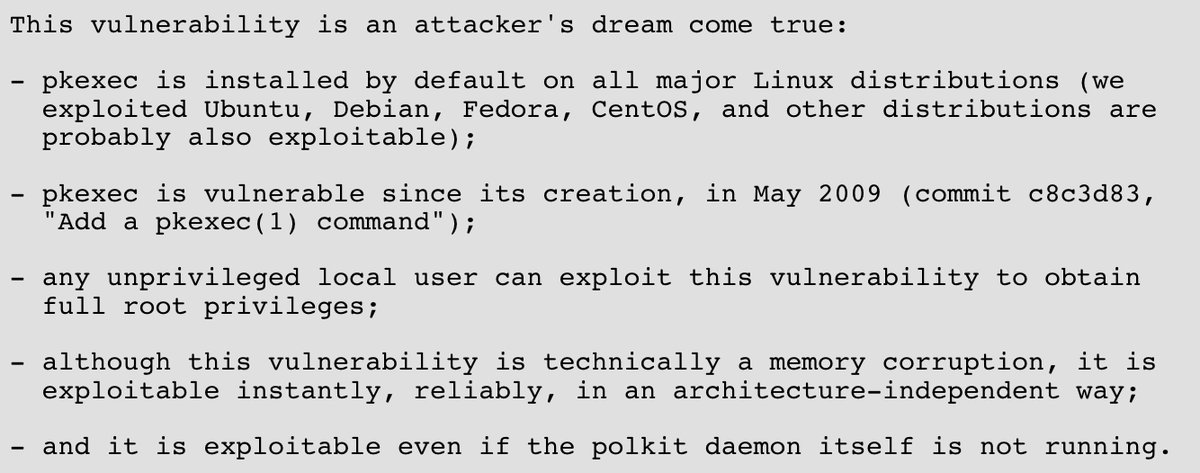 This vulnerability is an attacker's dream come true:
- pkexec is installed by default on all major Linux distributions (we
exploited Ubuntu, Debian, Fedora, CentOS, and other distributions are
probably also exploitable);
- pkexec is vulnerable since its creation, in May 2009 (commit c8c3d83,
"Add a pkexec(1) command");
- any unprivileged local user can exploit this vulnerability to obtain
full root privileges;
- although this vulnerability is technically a memory corruption, it is
exploitable instantly, reliably, in an architecture-independent way;
- and it is exploitable even if the polkit daemon itself is not running.